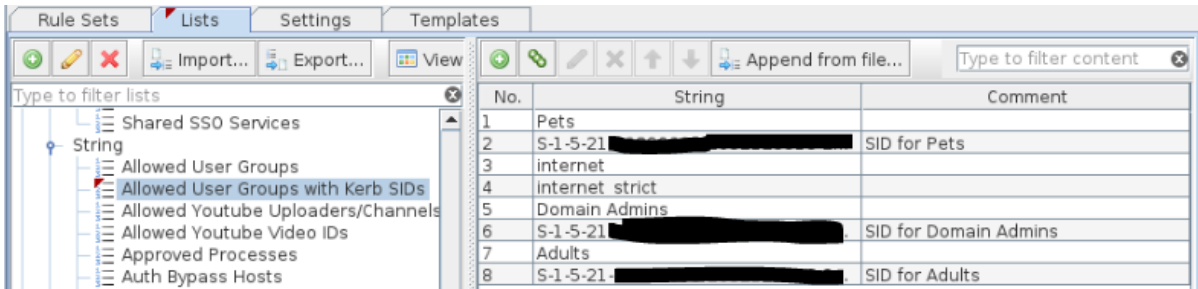 Rule Sets Lists Settings Templates
Import... Export... View Append from file... Type to filter content
Type to filter lists
Shared SSO Services
String
Allowed User Groups
Allowed User Groups with Kerb SIDs
Allowed Youtube Uploaders/Channels
Allowed Youtube Video IDs
Approved Processes
Auth Bypass Hosts
No. String Comment
1 Pets
2 S-1-5-21 SID for Pets
3 internet
4 internet strict
5 Domain Admins
6 S-1-5-21 SID for Domain Admins
7 Adults
8 S-1-5-21- SID for Adults